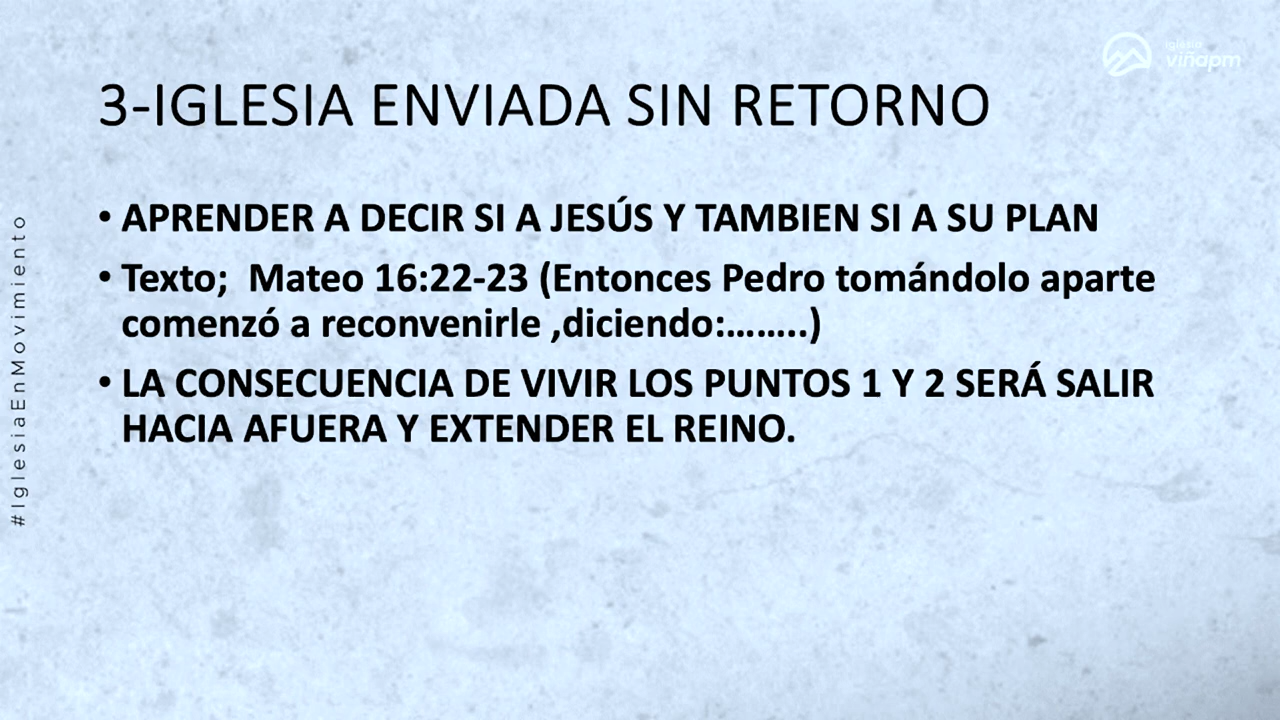 iglesia
viñapm
3-IGLESIA ENVIADA SIN RETORNO
• APRENDER A DECIR SI A JESÚS Y TAMBIEN SI A SU PLAN
• Texto;  Mateo 16:22-23 (Entonces Pedro tomándolo aparte
comenzó a reconvenirle ,diciendo:........)
• LA CONSECUENCIA DE VIVIR LOS PUNTOS 1 Y 2 SERÁ SALIR
HACIA AFUERA Y EXTENDER EL REINO.
#IglesiaEnMovimiento